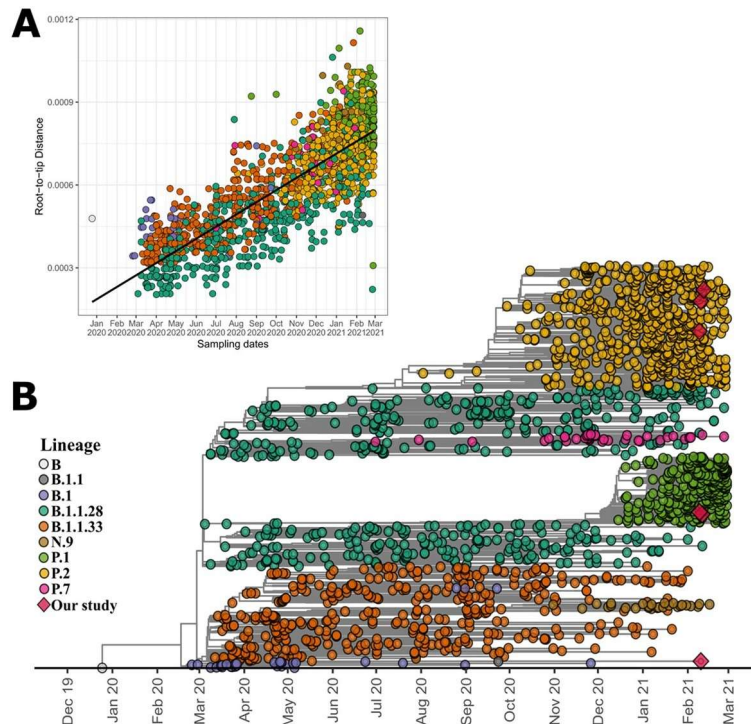 A
0.0012
0.0009
0.0006
0.0003
Root-to-tip Distance
Jan Feb Mar Apr May Jun Jul Aug Sep Oct Nov Dec Jan Feb Mar
2020 2020 2020 2020 2020 2020 2020 2020 2020 2020 2020 2020 2021 2021 2021
Sampling dates
B
Lineage
B
B.1.1
B.1
B.1.1.28
B.1.1.33
N.9
P.1
P.2
P.7
Our study
Dec 19
Jan 20
Feb 20
Mar 20
Apr 20
May 20
Jun 20
Jul 20
Aug 20
Sep 20
Oct 20
Nov 20
Dec 20
Jan 21
Feb 21
Mar 21